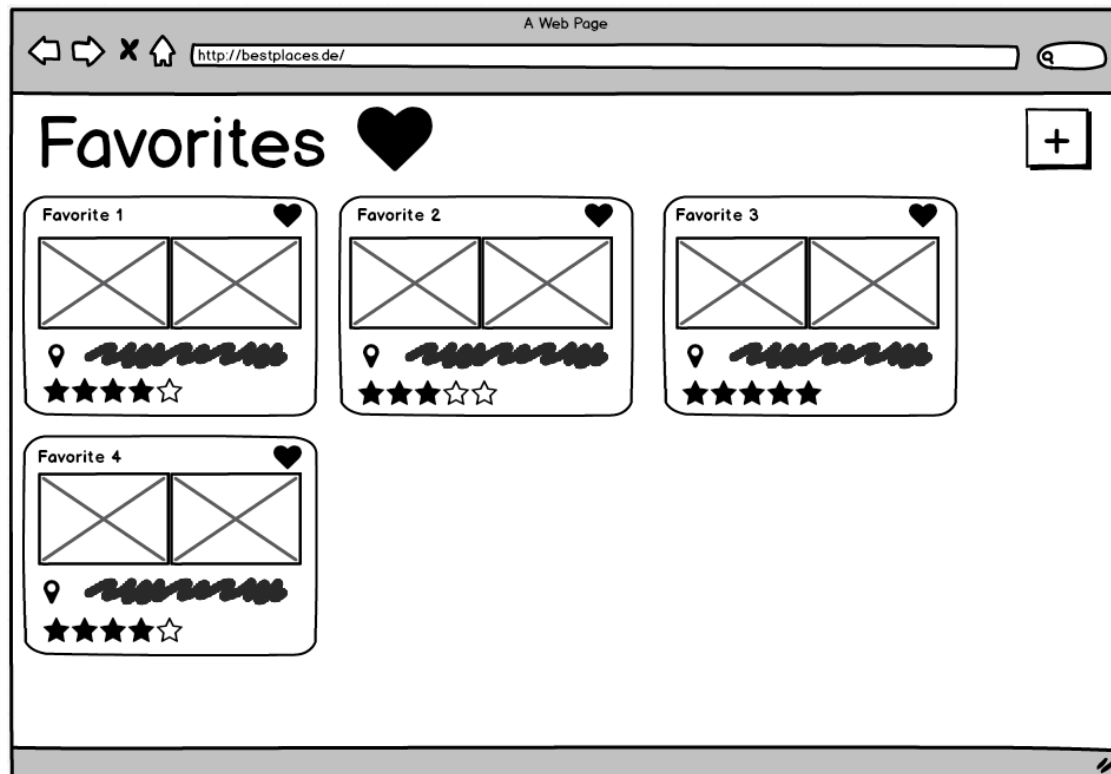 A Web Page
http://bestplaces.de/
Favorites
+
Favorite 1
Favorite 2
Favorite 3
Favorite 4